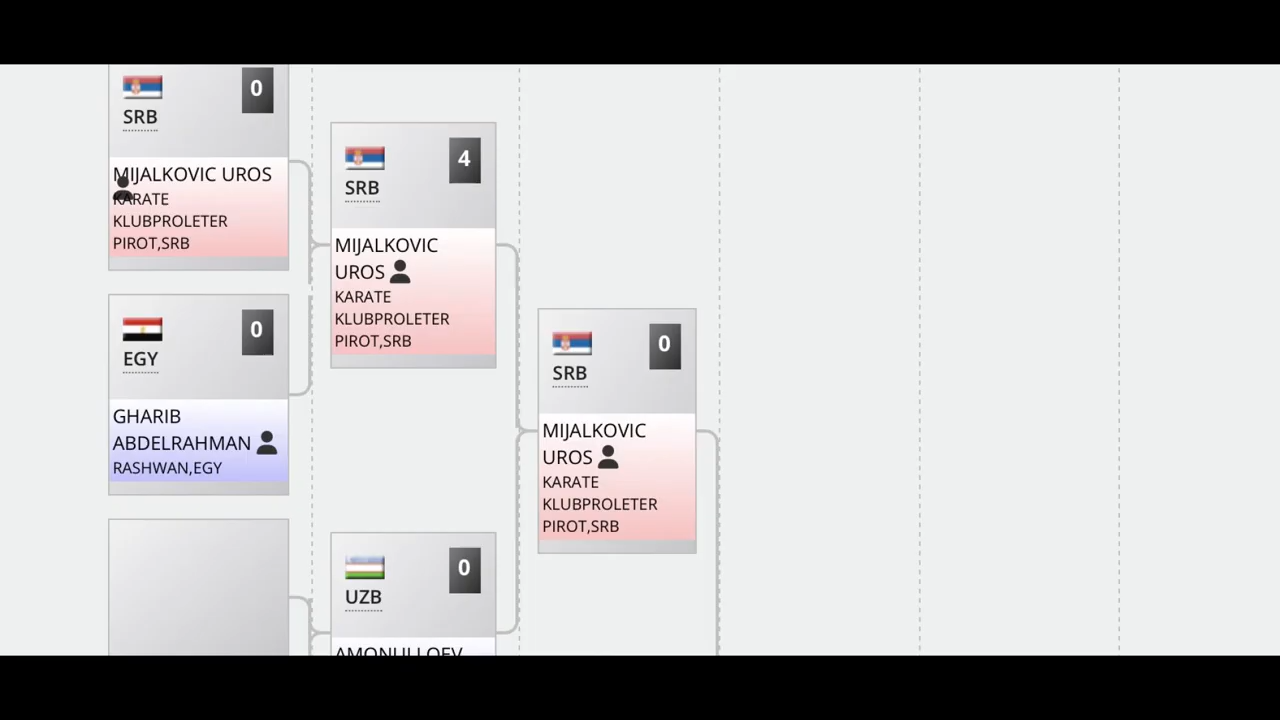 0
SRB
MIJALKOVIC UROS
KARATE
KLUBPROLETER
PIROT,SRB
0
EGY
GHARIB
ABDELRAHMAN
RASHWAN,EGY
4
SRB
MIJALKOVIC
UROS
KARATE
KLUBPROLETER
PIROT,SRB
0
UZB
AMONULLOEV
0
SRB
MIJALKOVIC
UROS
KARATE
KLUBPROLETER
PIROT,SRB